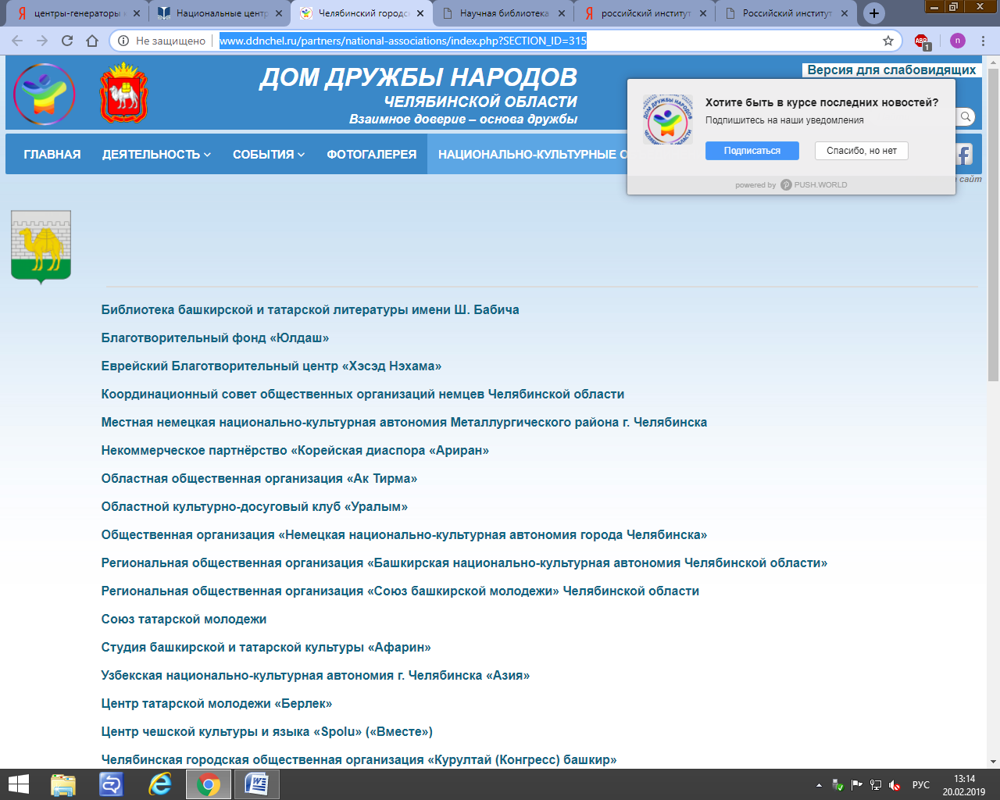 центры-генераторы
Национальные центр
Челябинский городс
Научная библиотека
российский институт
Российский институт
Не защищено
www.ddnchel.ru/partners/national-associations/index.php?SECTION_ID=315
ABP
1
n
ДОМ ДРУЖБЫ НАРОДОВ
ЧЕЛЯБИНСКОЙ ОБЛАСТИ
Взаимное доверие – основа дружбы
Версия для слабовидящих
ДОМ ДРУЖБЫ НАРОДОВ
Хотите быть в курсе последних новостей?
Подпишитесь на наши уведомления
Подписаться
Спасибо, но нет
powered by PUSH.WORLD
ГЛАВНАЯ
ДЕЯТЕЛЬНОСТЬ
СОБЫТИЯ
ФОТОГАЛЕРЕЯ
НАЦИОНАЛЬНО-КУЛЬТУРНЫЕ О
сайт
Библиотека башкирской и татарской литературы имени Ш. Бабича
Благотворительный фонд «Юлдаш»
Еврейский Благотворительный центр «Хэсэд Нэхама»
Координационный совет общественных организаций немцев Челябинской области
Местная немецкая национально-культурная автономия Металлургического района г. Челябинска
Некоммерческое партнёрство «Корейская диаспора «Ариран»
Областная общественная организация «Ак Тирма»
Областной культурно-досуговый клуб «Уралым»
Общественная организация «Немецкая национально-культурная автономия города Челябинска»
Региональная общественная организация «Башкирская национально-культурная автономия Челябинской области»
Региональная общественная организация «Союз башкирской молодежи» Челябинской области
Союз татарской молодежи
Студия башкирской и татарской культуры «Афарин»
Узбекская национально-культурная автономия г. Челябинска «Азия»
Центр татарской молодежи «Берлек»
Центр чешской культуры и языка «Spolu» («Вместе»)
Челябинская городская общественная организация «Курултай (Конгресс) башкир»
РУС
13:14
20.02.2019